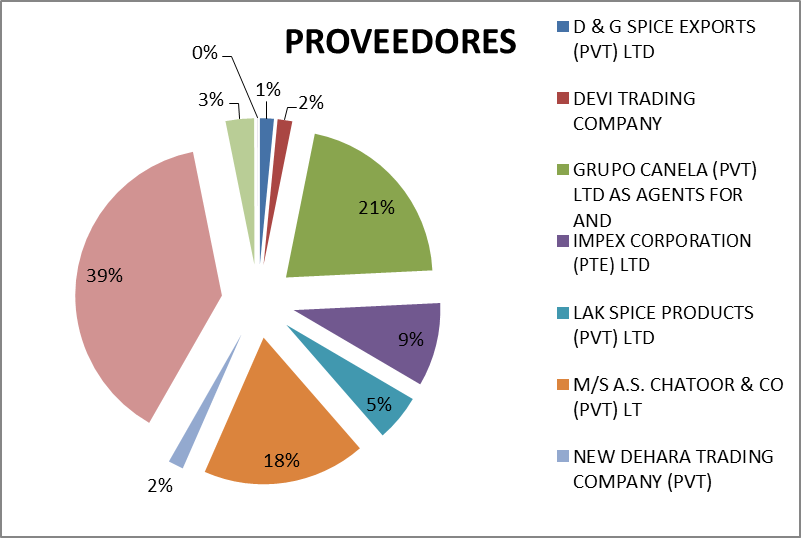 PROVEEDORES
0%
1%
2%
3%
21%
39%
9%
5%
18%
2%
D & G SPICE EXPORTS
(PVT) LTD
DEVI TRADING
COMPANY
GRUPO CANELA (PVT)
LTD AS AGENTS FOR
AND
IMPEX CORPORATION
(PTE) LTD
LAK SPICE PRODUCTS
(PVT) LTD
M/S A.S. CHATOOR & CO
(PVT) LT
NEW DEHARA TRADING
COMPANY (PVT)